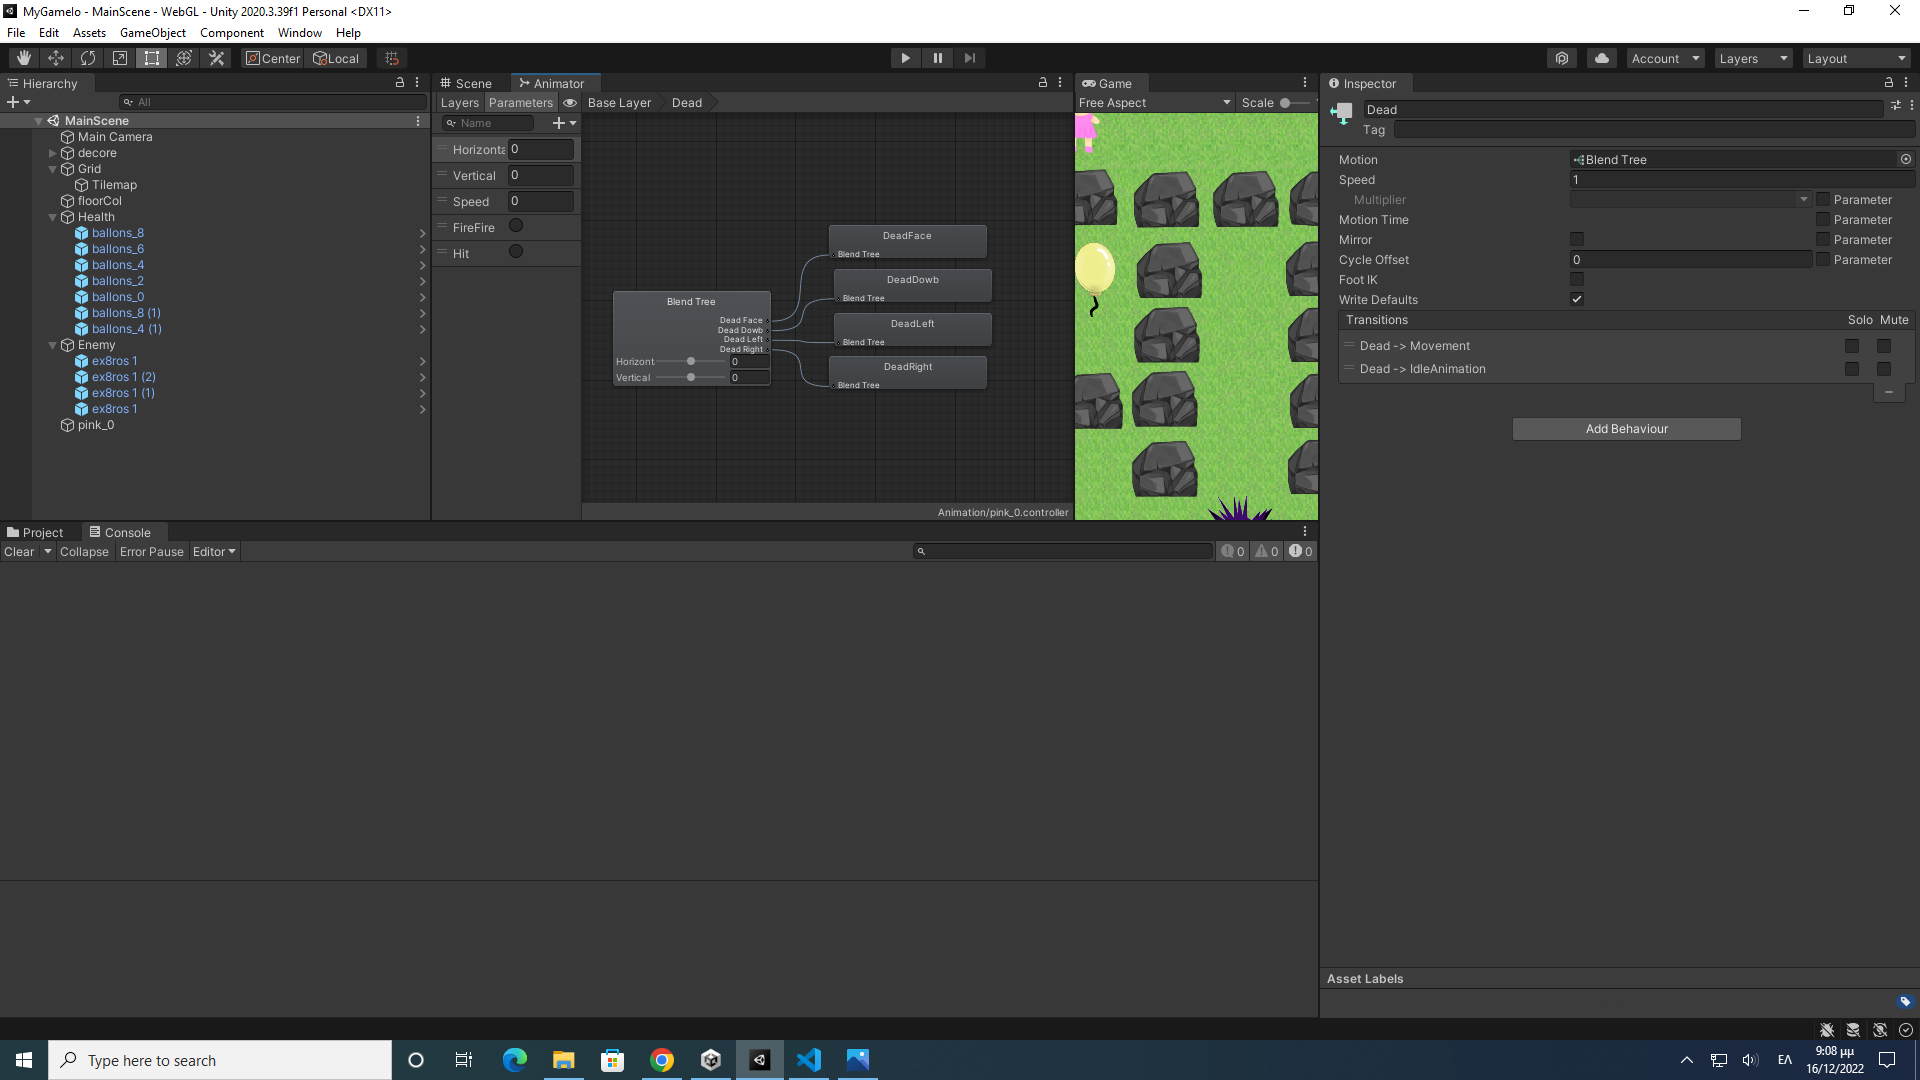 MyGamelo - MainScene - WebGL - Unity 2020.3.39f1 Personal <DX11>
File Edit Assets GameObject Component Window Help
Center Local Account Layers Layout
Hierarchy
All
MainScene
Main Camera
decore
Grid
Tilemap
floorCol
Health
ballons_8
ballons_6
ballons_4
ballons_2
ballons_0
ballons_8 (1)
ballons_4 (1)
Enemy
ex8ros 1
ex8ros 1 (2)
ex8ros 1 (1)
ex8ros 1
pink_0
Scene Animator
Layers Parameters Base Layer Dead
Name
Horizonta 0
Vertical 0
Speed 0
FireFire
Hit
Blend Tree
Dead Face
Dead Dowb
Dead Left
Dead Right
Horizont 0
Vertical 0
DeadFace
Blend Tree
DeadDowb
Blend Tree
DeadLeft
Blend Tree
DeadRight
Blend Tree
Animation/pink_0.controller
Game
Free Aspect Scale
Inspector
Dead
Tag
Motion Blend Tree
Speed 1
Multiplier Parameter
Motion Time Parameter
Mirror Parameter
Cycle Offset 0 Parameter
Foot IK
Write Defaults
Transitions Solo Mute
Dead -> Movement
Dead -> IdleAnimation
Add Behaviour
Asset Labels
Project Console
Clear Collapse Error Pause Editor 0 0 0
Type here to search
ΕΛ
9:08 μμ
16/12/2022